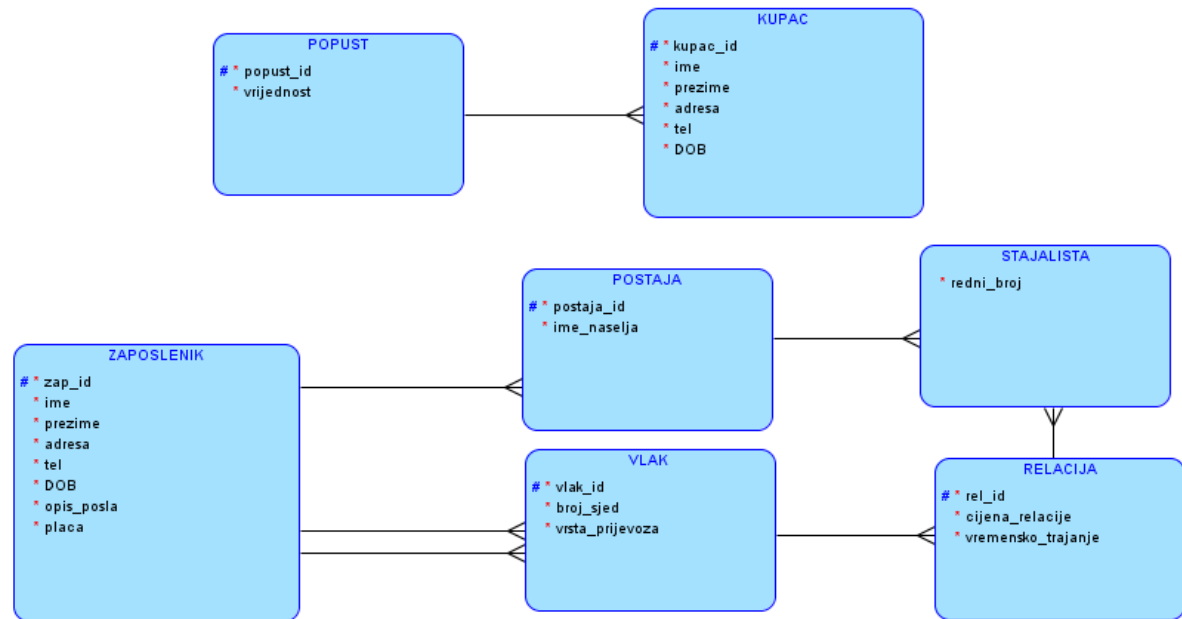 POPUST
# * popust_id
* vrijednost
KUPAC
# * kupac_id
* ime
* prezime
* adresa
* tel
* DOB
ZAPOSLENIK
# * zap_id
* ime
* prezime
* adresa
* tel
* DOB
* opis_posla
* placa
POSTAJA
# * postaja_id
* ime_naselja
STAJALISTA
* redni_broj
VLAK
# * vlak_id
* broj_sjed
* vrsta_prijevoza
RELACIJA
# * rel_id
* cijena_relacije
* vremensko_trajanje